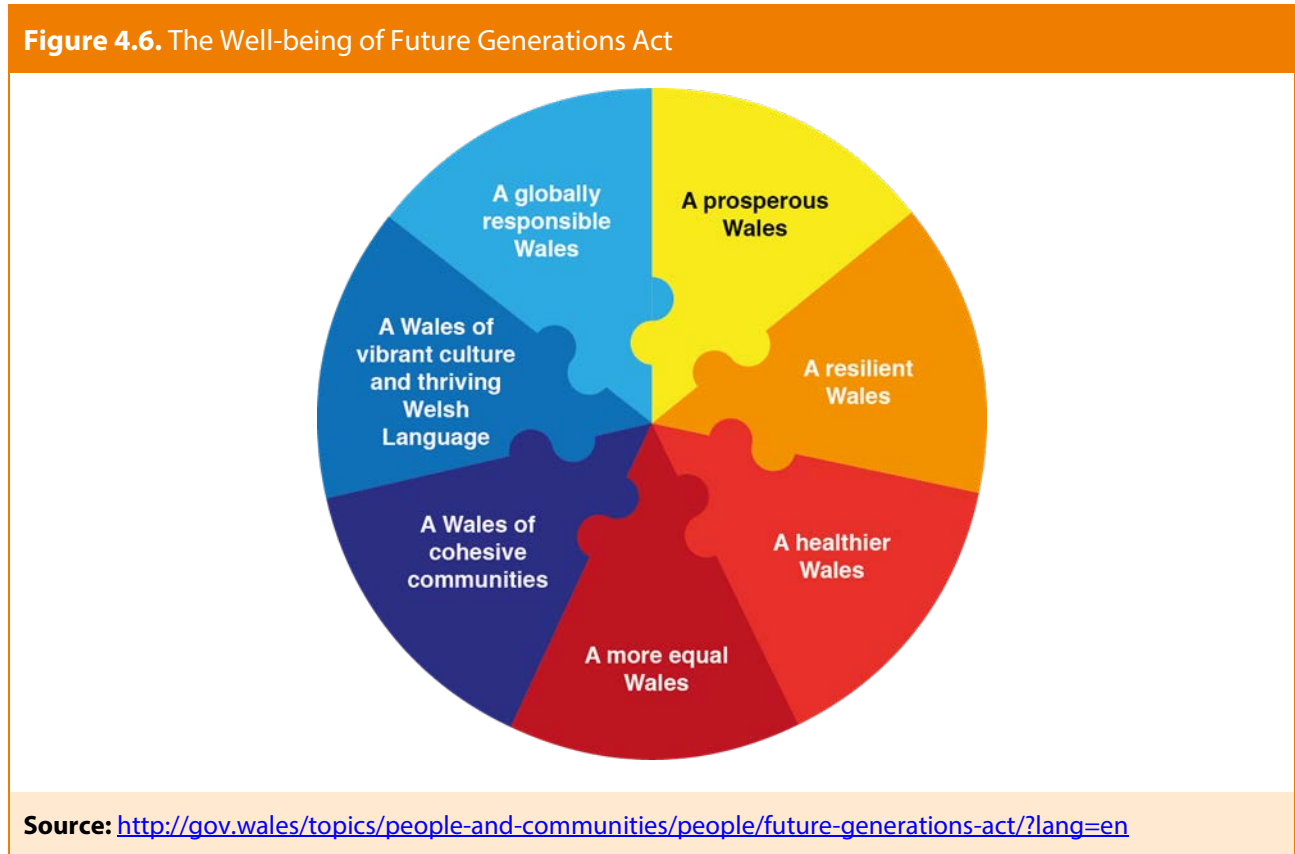 Figure 4.6. The Well-being of Future Generations Act
A globally
responsible
Wales
A prosperous
Wales
A resilient
Wales
A healthier
Wales
A more equal
Wales
A Wales of
cohesive
communities
A Wales of
vibrant culture
and thriving
Welsh
Language
Source: http://gov.wales/topics/people-and-communities/people/future-generations-act/?lang=en